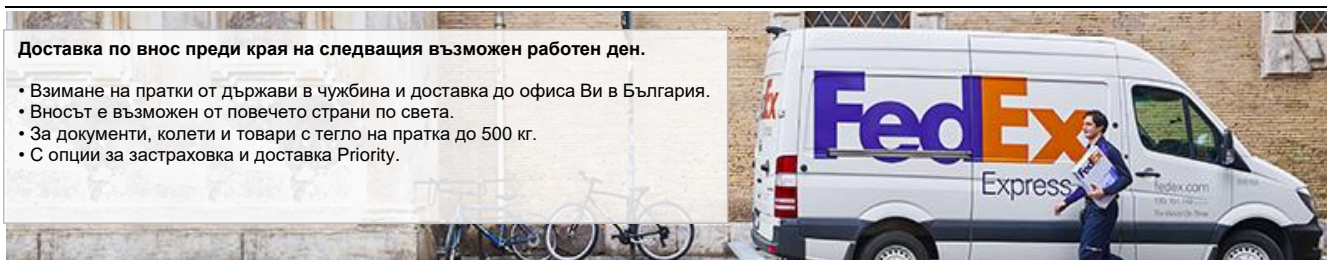 Доставка по внос преди края на следващия възможен работен ден.
• Взимане на пратки от държави в чужбина и доставка до офиса Ви в България.
• Вносът е възможен от повечето страни по света.
• За документи, колети и товари с тегло на пратка до 500 кг.
• С опции за застраховка и доставка Priority.
FedEx
Express
fedex.com
FedEx
Ex